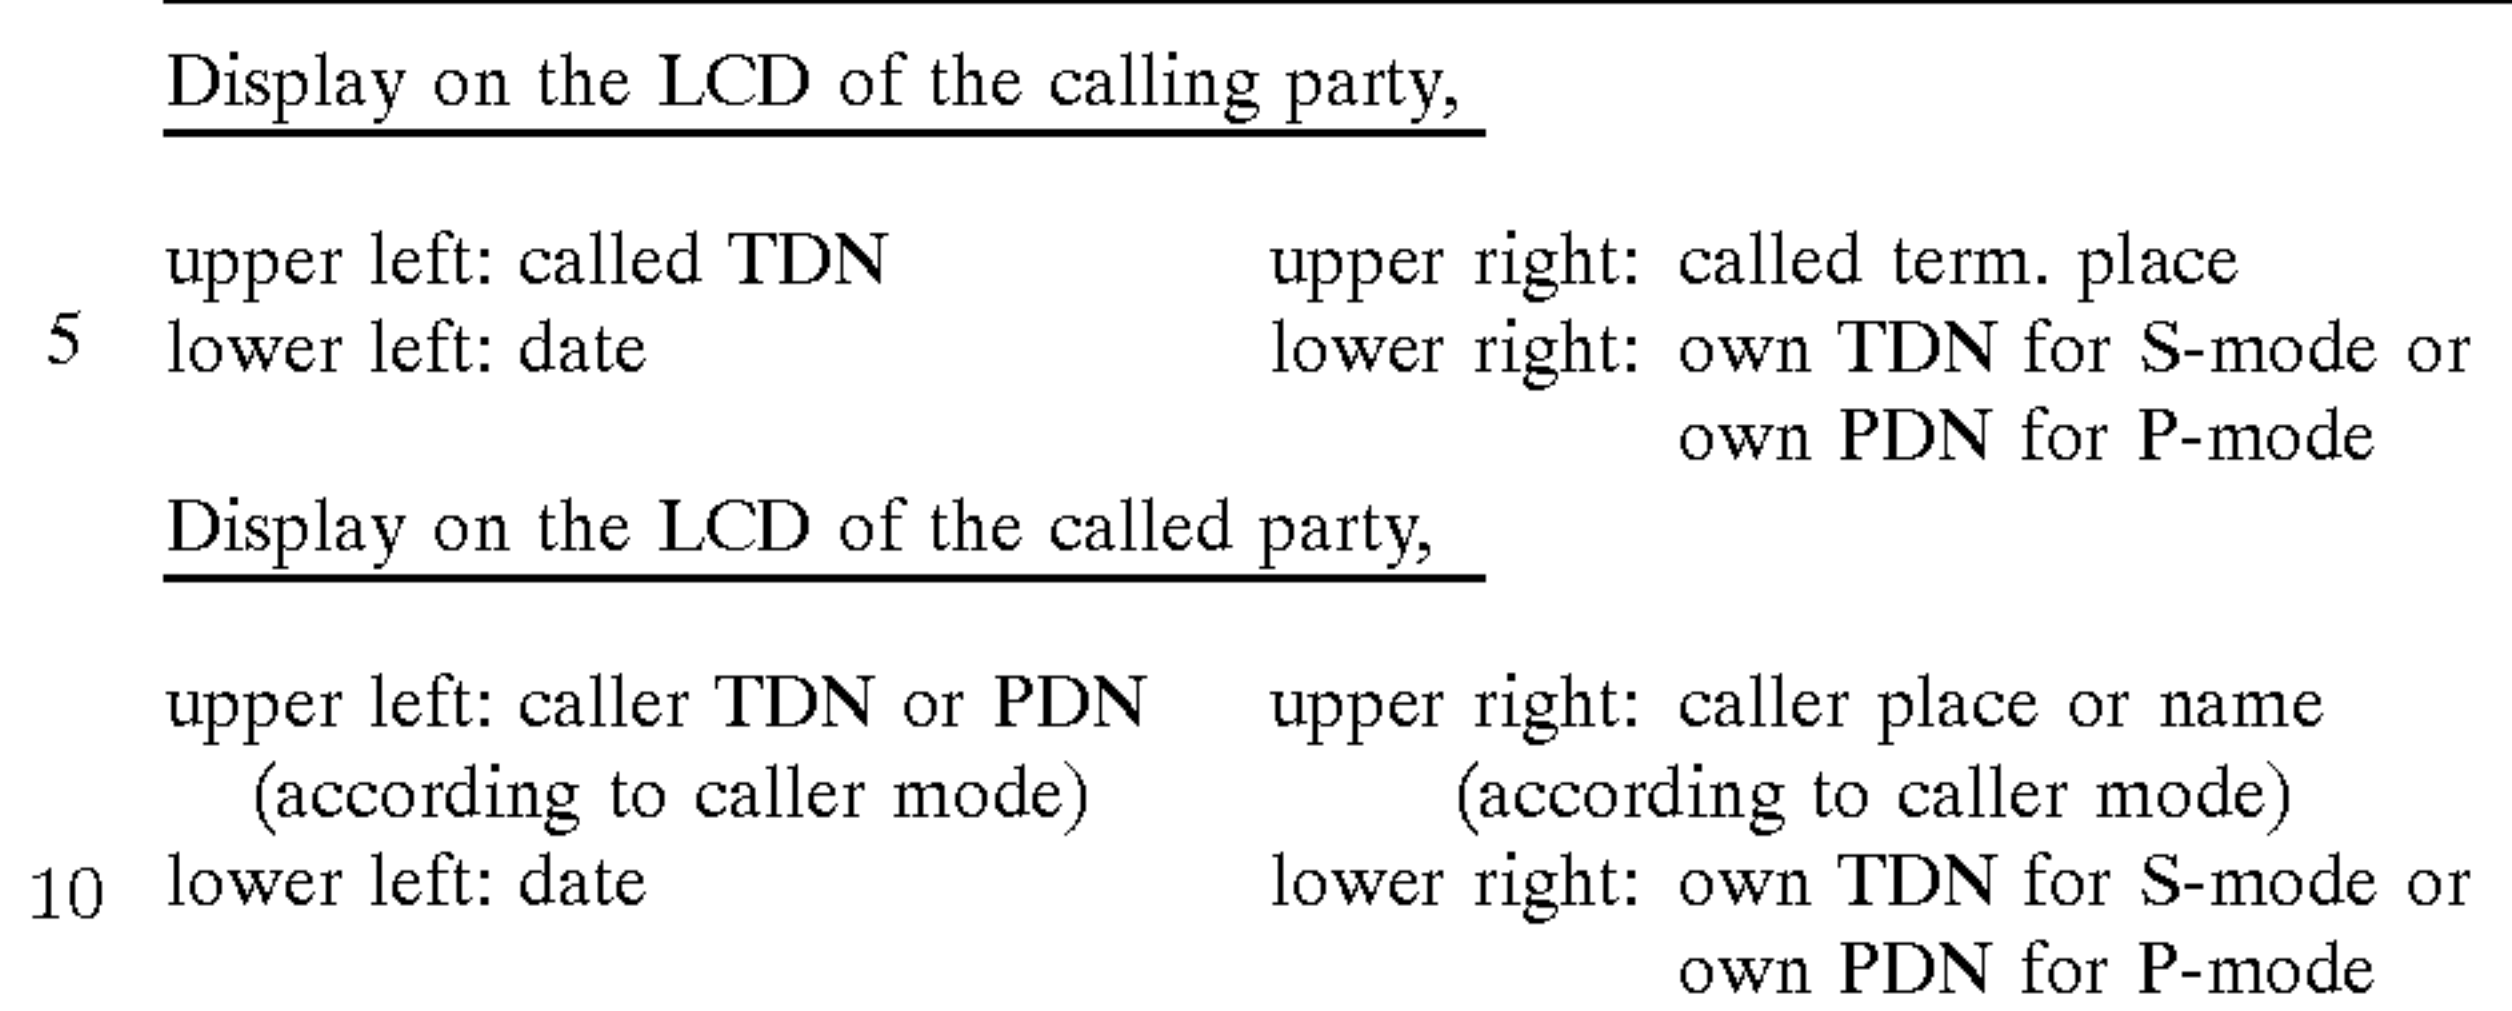 Display on the LCD of the calling party,
upper left: called TDN upper right: called term. place
5 lower left: date lower right: own TDN for S-mode or
own PDN for P-mode
Display on the LCD of the called party,
upper left: caller TDN or PDN upper right: caller place or name
(according to caller mode) (according to caller mode)
10 lower left: date lower right: own TDN for S-mode or
own PDN for P-mode